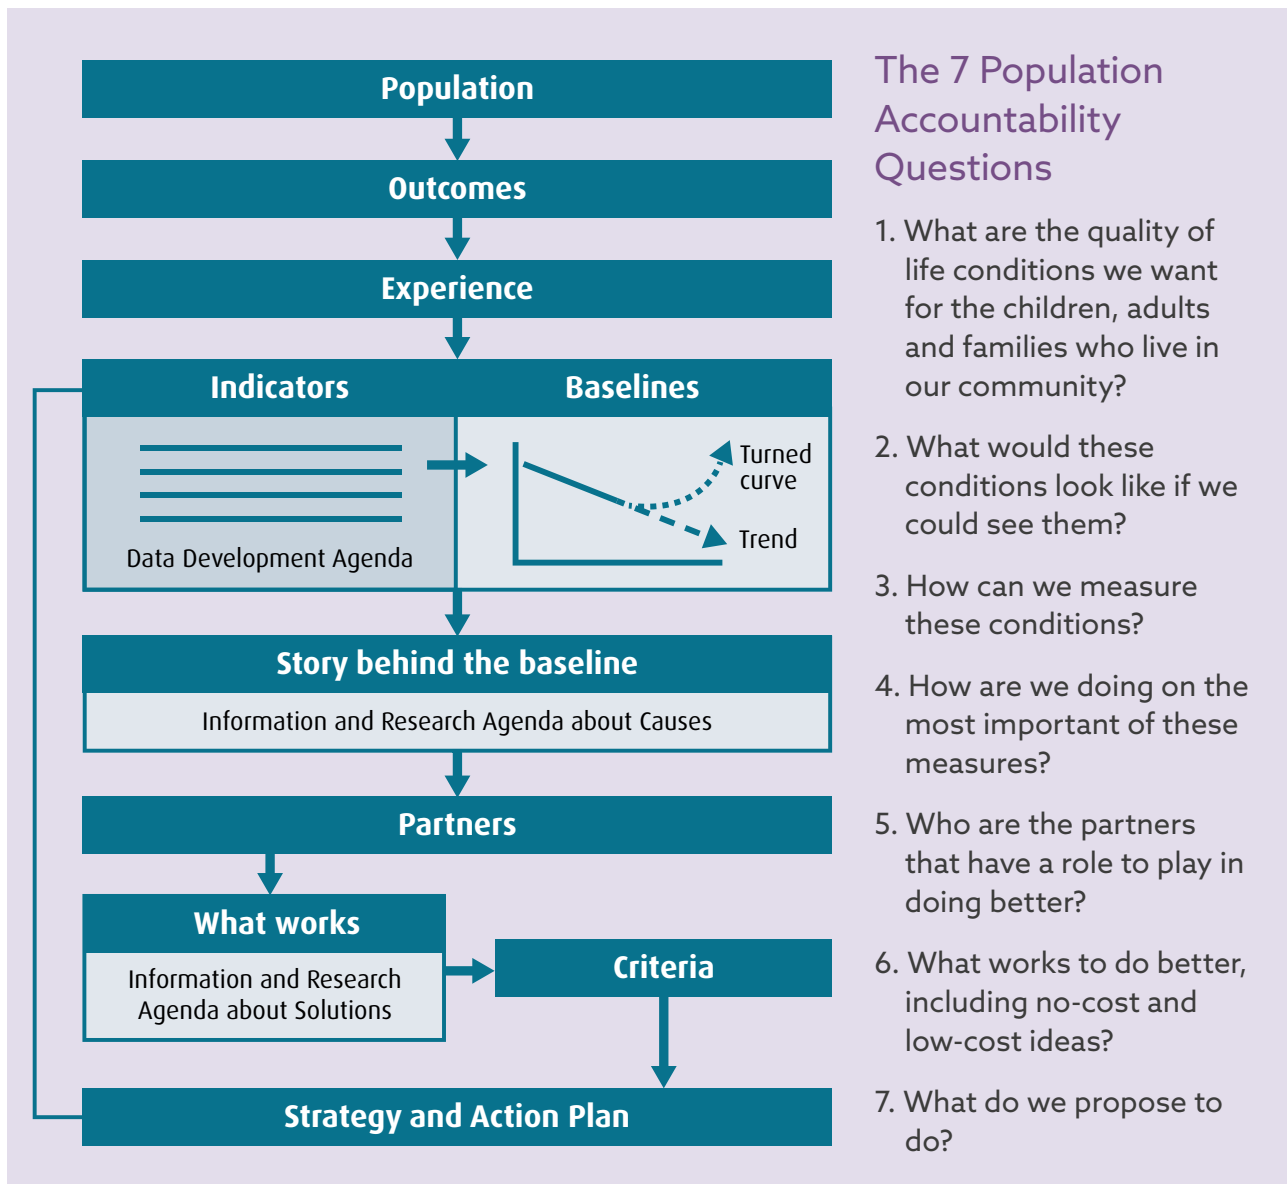 Population
Outcomes
Experience
Indicators
Baselines
Data Development Agenda
Turned
curve
Trend
Story behind the baseline
Information and Research Agenda about Causes
Partners
What works
Information and Research
Agenda about Solutions
Criteria
Strategy and Action Plan
The 7 Population
Accountability
Questions
1. What are the quality of
life conditions we want
for the children, adults
and families who live in
our community?
2. What would these
conditions look like if we
could see them?
3. How can we measure
these conditions?
4. How are we doing on the
most important of these
measures?
5. Who are the partners
that have a role to play in
doing better?
6. What works to do better,
including no-cost and
low-cost ideas?
7. What do we propose to
do?